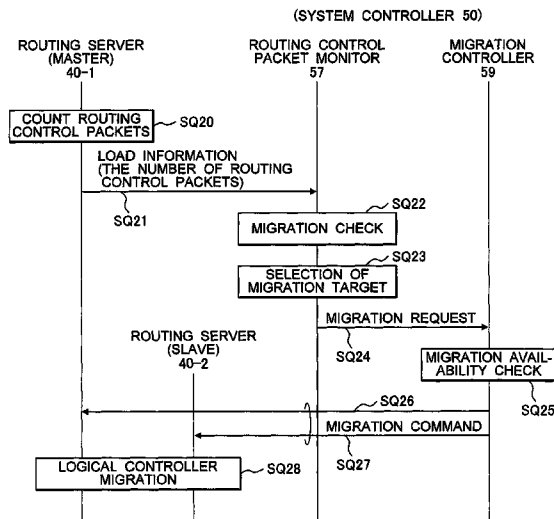 (SYSTEM CONTROLLER 50)
ROUTING SERVER
(MASTER)
40-1
ROUTING CONTROL
PACKET MONITOR
57
MIGRATION
CONTROLLER
59
COUNT ROUTING
CONTROL PACKETS
SQ20
LOAD INFORMATION
(THE NUMBER OF ROUTING
CONTROL PACKETS)
SQ21
SQ22
MIGRATION CHECK
SQ23
SELECTION OF
MIGRATION TARGET
MIGRATION REQUEST
SQ24
ROUTING SERVER
(SLAVE)
40-2
MIGRATION AVAIL-
ABILITY CHECK
SQ25
SQ26
MIGRATION COMMAND
SQ27
LOGICAL CONTROLLER
MIGRATION
SQ28